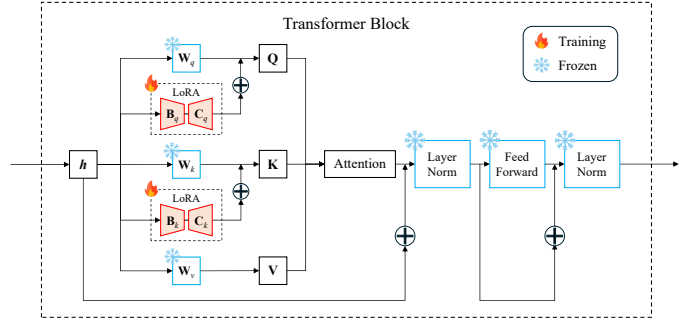 Transformer Block
Training
Frozen
W_q
Q
LoRA
B_q C_q
h
W_k
K
LoRA
B_k C_k
W_v
V
Attention
Layer
Norm
Feed
Forward
Layer
Norm